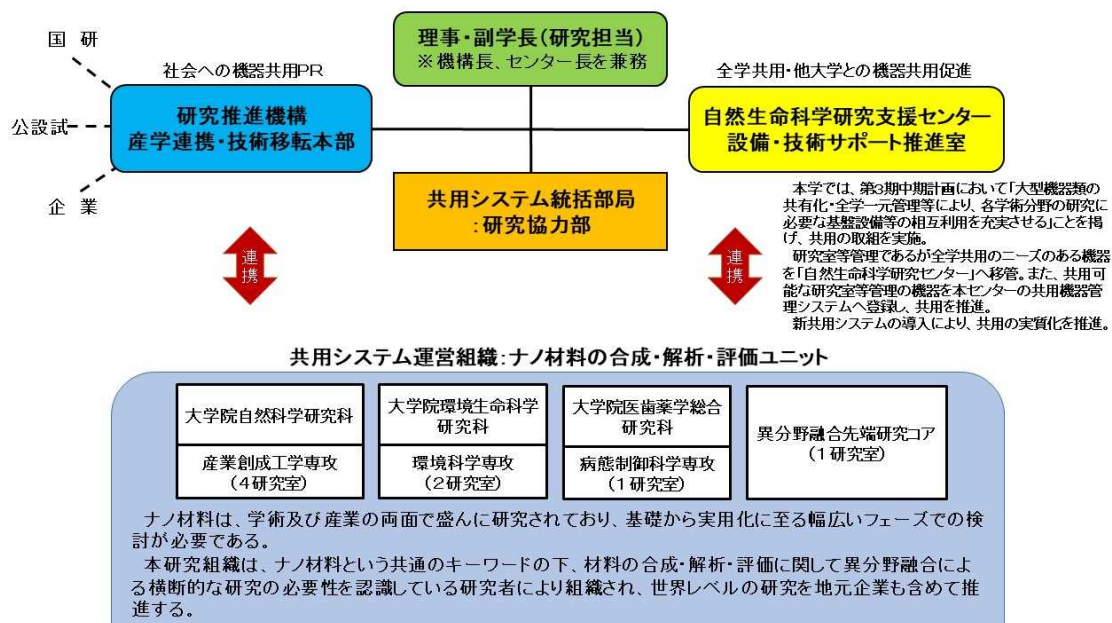 国研
公設試
企業
社会への機器共用PR
研究推進機構
産学連携・技術移転本部
理事・副学長(研究担当)
※機構長、センター長を兼務
共用システム統括部局
:研究協力部
全学共用・他大学との機器共用促進
自然生命科学研究支援センター
設備・技術サポート推進室
本学では、第3期中期計画において「大型機器類の
共有化・全学一元管理等により、各学術分野の研究に
必要な基盤設備等の相互利用を充実させる」ことを掲
げ、共用の取組を実施。
研究室等管理であるが全学共用のニーズのある機器
を「自然生命科学研究センター」へ移管。また、共用可
能な研究室等管理の機器を本センターの共用機器管
理システムへ登録し、共用を推進。
新共用システムの導入により、共用の実質化を推進。
連携
連携
共用システム運営組織:ナノ材料の合成・解析・評価ユニット
大学院自然科学研究科
産業創成工学専攻
(4研究室)
大学院環境生命科学
研究科
環境科学専攻
(2研究室)
大学院医歯薬学総合
研究科
病態制御科学専攻
(1研究室)
異分野融合先端研究コア
(1研究室)
ナノ材料は、学術及び産業の両面で盛んに研究されており、基礎から実用化に至る幅広いフェーズでの検
討が必要である。
本研究組織は、ナノ材料という共通のキーワードの下、材料の合成・解析・評価に関して異分野融合によ
る横断的な研究の必要性を認識している研究者により組織され、世界レベルの研究を地元企業も含めて推
進する。